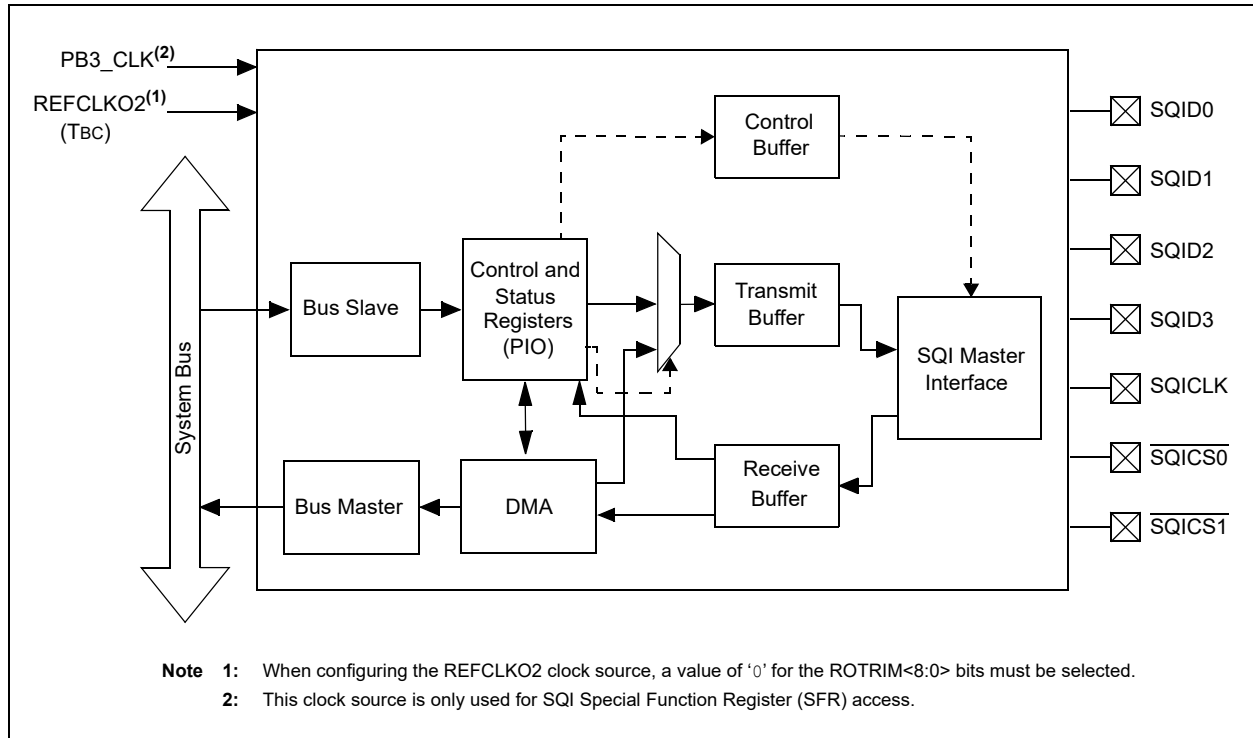 PB3_CLK(2)
REFCLKO2(1)
(TBC)
System Bus
Bus Slave
Control and
Status
Registers
(PIO)
Control
Buffer
Transmit
Buffer
SQI Master
Interface
Bus Master
DMA
Receive
Buffer
SQID0
SQID1
SQID2
SQID3
SQICLK
SQICS0
SQICS1
Note 1: When configuring the REFCLKO2 clock source, a value of ‘0’ for the ROTRIM<8:0> bits must be selected.
2: This clock source is only used for SQI Special Function Register (SFR) access.